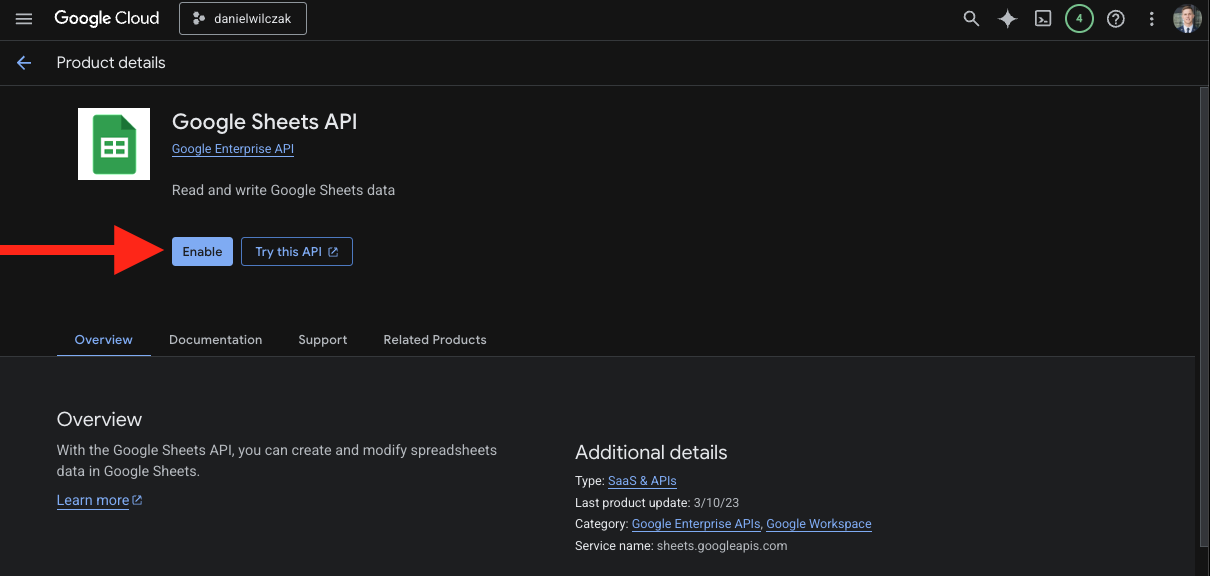 Google Cloud
danielwilczak
4
Product details
Google Sheets API
Google Enterprise API
Read and write Google Sheets data
Enable
Try this API
Overview
Documentation
Support
Related Products
Overview
With the Google Sheets API, you can create and modify spreadsheets
data in Google Sheets.
Learn more
Additional details
Type: SaaS & APIs
Last product update: 3/10/23
Category: Google Enterprise APIs, Google Workspace
Service name: sheets.googleapis.com